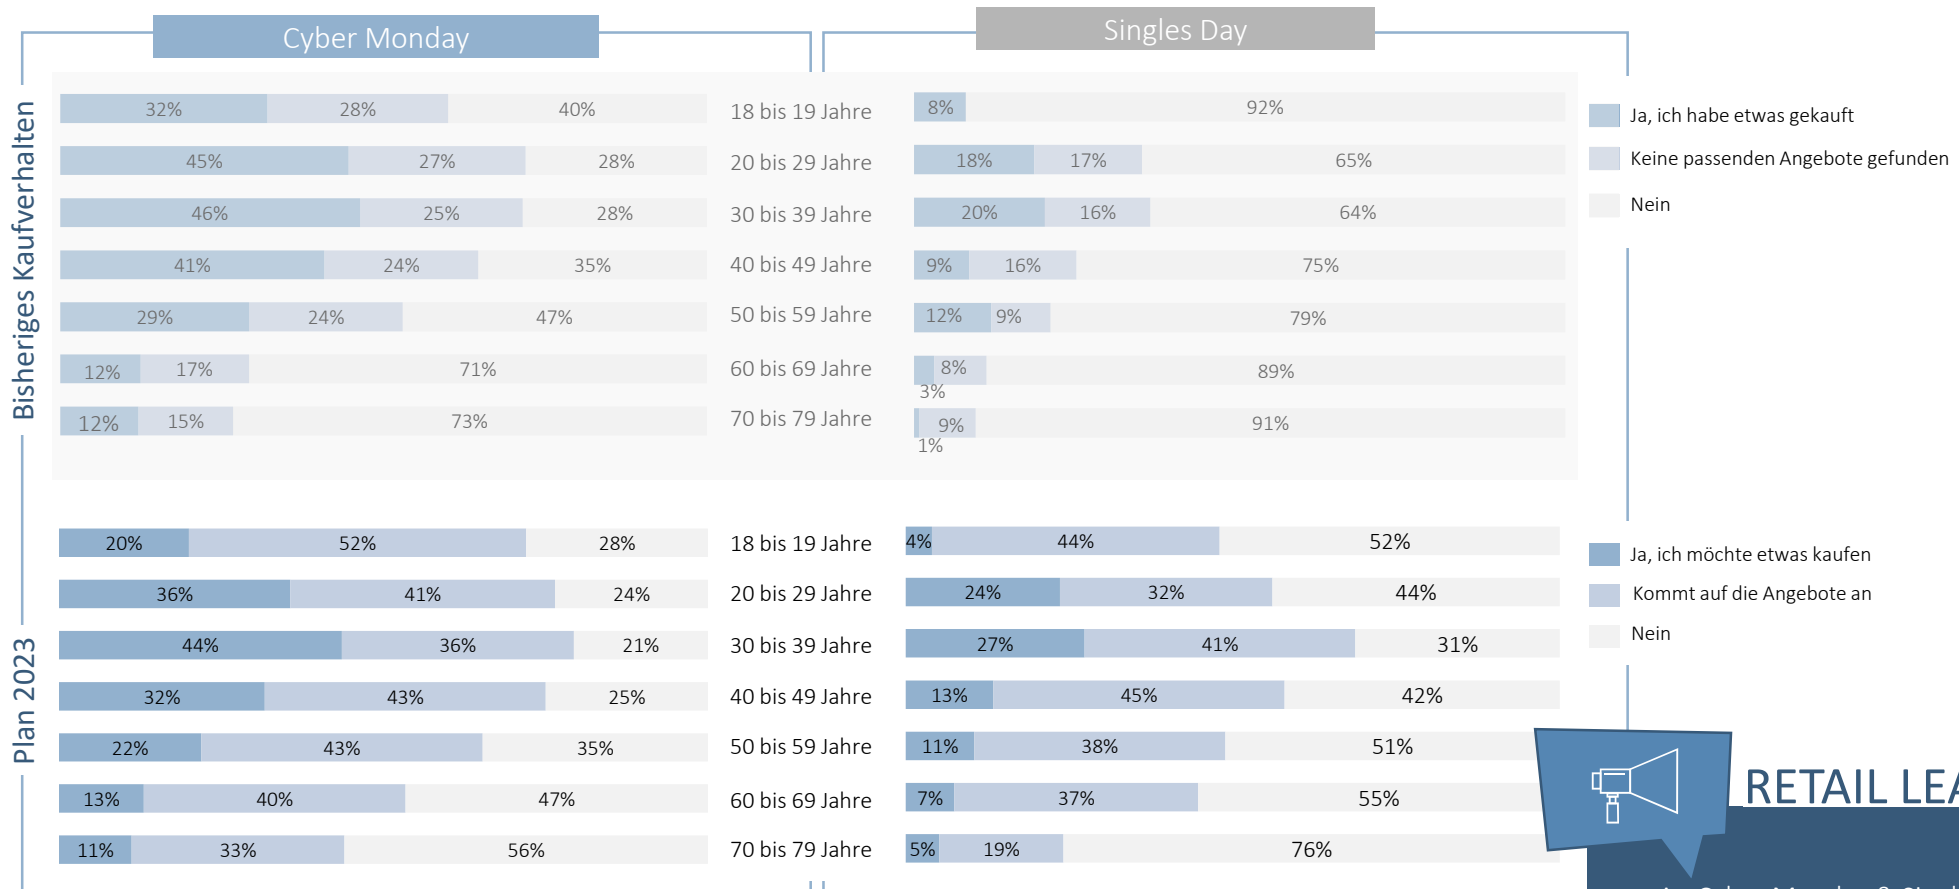 Cyber Monday
Singles Day
Bisheriges Kaufverhalten
32% 28% 40% 18 bis 19 Jahre 8% 92%
45% 27% 28% 20 bis 29 Jahre 18% 17% 65%
46% 25% 28% 30 bis 39 Jahre 20% 16% 64%
41% 24% 35% 40 bis 49 Jahre 9% 16% 75%
29% 24% 47% 50 bis 59 Jahre 12% 9% 79%
12% 17% 71% 60 bis 69 Jahre 3% 8% 89%
12% 15% 73% 70 bis 79 Jahre 1% 9% 91%
Ja, ich habe etwas gekauft
Keine passenden Angebote gefunden
Nein
Plan 2023
20% 52% 28% 18 bis 19 Jahre 4% 44% 52%
36% 41% 24% 20 bis 29 Jahre 24% 32% 44%
44% 36% 21% 30 bis 39 Jahre 27% 41% 31%
32% 43% 25% 40 bis 49 Jahre 13% 45% 42%
22% 43% 35% 50 bis 59 Jahre 11% 38% 51%
13% 40% 47% 60 bis 69 Jahre 7% 37% 55%
11% 33% 56% 70 bis 79 Jahre 5% 19% 76%
Ja, ich möchte etwas kaufen
Kommt auf die Angebote an
Nein
RETAIL LEA